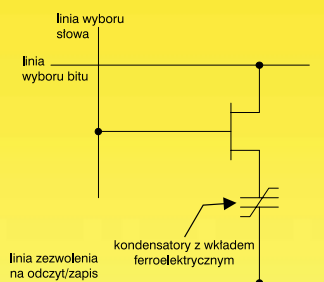 linia wyboru
słowa
linia
wyboru bitu
kondensatory z wkładem
ferroelektrycznym
linia zezwolenia
na odczyt/zapis